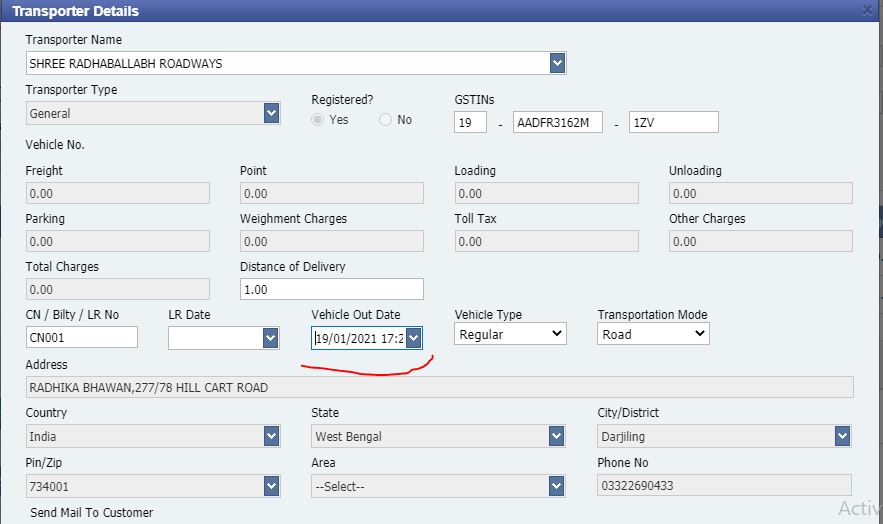 Transporter Details
Transporter Name
SHREE RADHABALLABH ROADWAYS
Transporter Type
Registered?
GSTINs
General
Yes
No
19 - AADFR3162M - 1ZV
Vehicle No.
Freight
Point
Loading
Unloading
0.00
0.00
0.00
0.00
Parking
Weighment Charges
Toll Tax
Other Charges
0.00
0.00
0.00
0.00
Total Charges
Distance of Delivery
0.00
1.00
CN / Bilty / LR No
LR Date
Vehicle Out Date
Vehicle Type
Transportation Mode
CN001
19/01/2021 17:2
Regular
Road
Address
RADHIKA BHAWAN,277/78 HILL CART ROAD
Country
State
City/District
India
West Bengal
Darjiling
Pin/Zip
Area
Phone No
734001
--Select--
03322690433
Send Mail To Customer
Activ